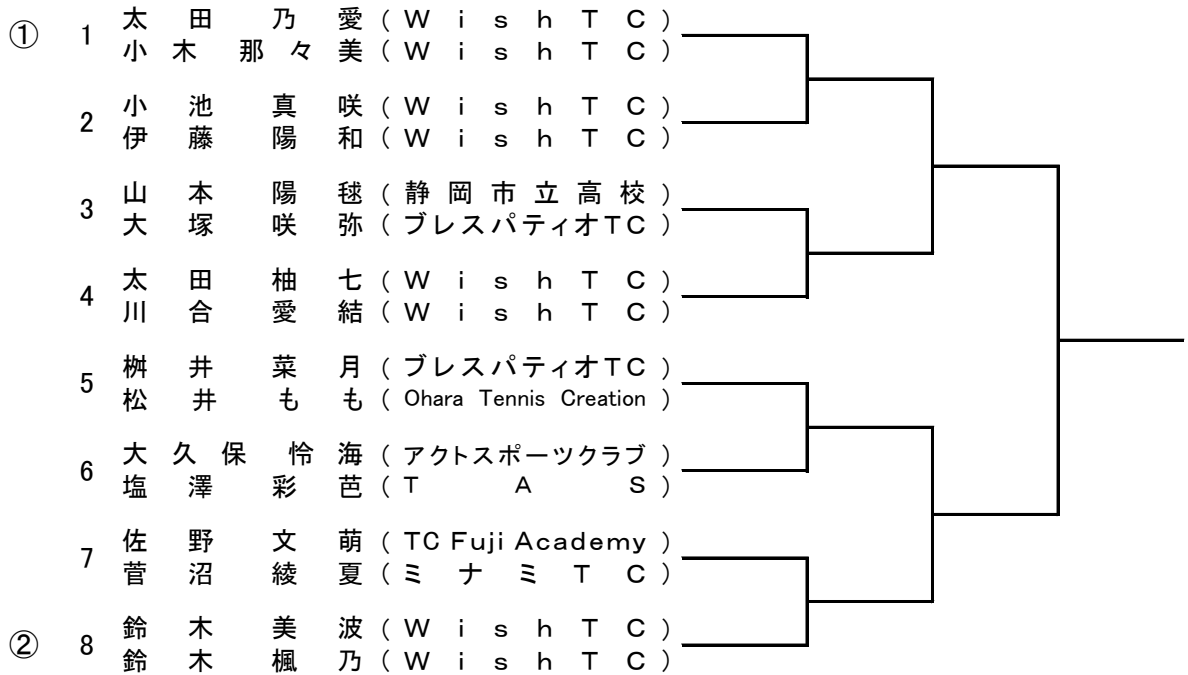 ① 1 太田乃愛(WishTC)
小木那々美(WishTC)
2 小池真咲(WishTC)
伊藤陽和(WishTC)
3 山本陽毬(静岡市立高校)
大塚咲弥(ブレスパティオTC)
4 太田柚七(WishTC)
川合愛結(WishTC)
5 桝井菜月(ブレスパティオTC)
松井もも(Ohara Tennis Creation)
6 大久保怜海(アクトスポーツクラブ)
塩澤彩芭(TAS)
7 佐野文萌(TC Fuji Academy)
菅沼綾夏(ミナミTC)
② 8 鈴木美波(WishTC)
鈴木楓乃(WishTC)